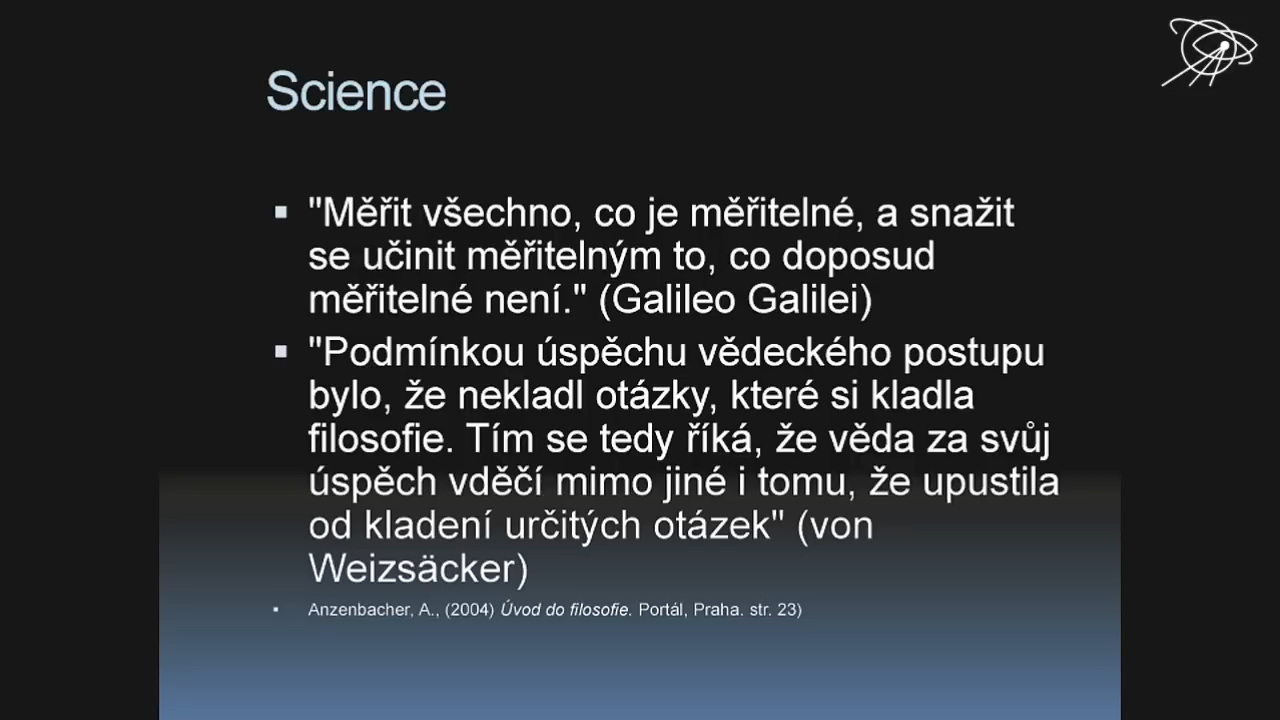 Science
"Měřit všechno, co je měřitelné, a snažit
se učinit měřitelným to, co doposud
měřitelné není." (Galileo Galilei)
"Podmínkou úspěchu vědeckého postupu
bylo, že nekladl otázky, které si kladla
filosofie. Tím se tedy říká, že věda za svůj
úspěch vděčí mimo jiné i tomu, že upustila
od kladení určitých otázek" (von
Weizsäcker)
Anzenbacher, A., (2004) Úvod do filosofie. Portál, Praha. str. 23)